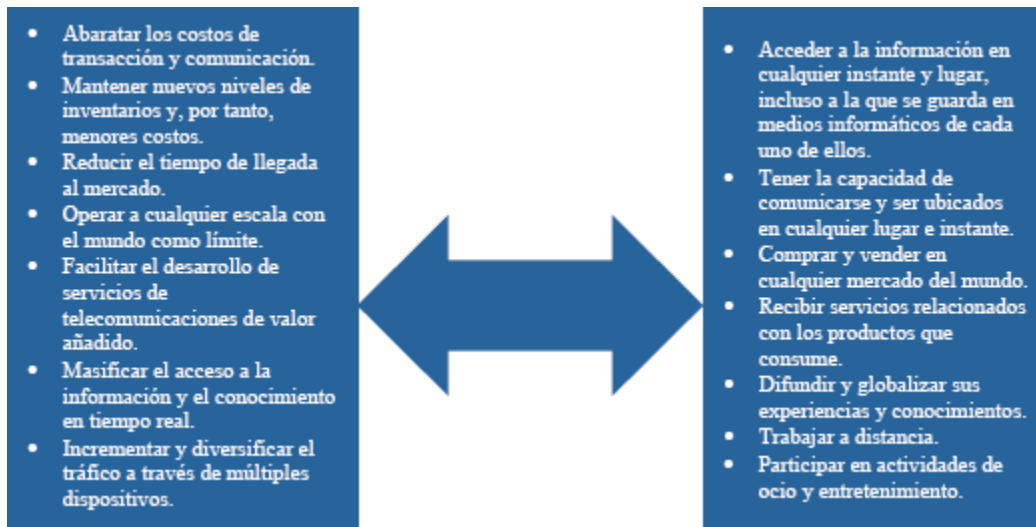 • Abaratar los costos de
transacción y comunicación.
• Mantener nuevos niveles de
inventarios y, por tanto,
menores costos.
• Reducir el tiempo de llegada
al mercado.
• Operar a cualquier escala con
el mundo como límite.
• Facilitar el desarrollo de
servicios de
telecomunicaciones de valor
añadido.
• Masificar el acceso a la
información y el conocimiento
en tiempo real.
• Incrementar y diversificar el
tráfico a través de múltiples
dispositivos.
• Acceder a la información en
cualquier instante y lugar,
incluso a la que se guarda en
medios informáticos de cada
uno de ellos.
• Tener la capacidad de
comunicarse y ser ubicados
en cualquier lugar e instante.
• Comprar y vender en
cualquier mercado del mundo.
• Recibir servicios relacionados
con los productos que
consume.
• Difundir y globalizar sus
experiencias y conocimientos.
• Trabajar a distancia.
• Participar en actividades de
ocio y entretenimiento.